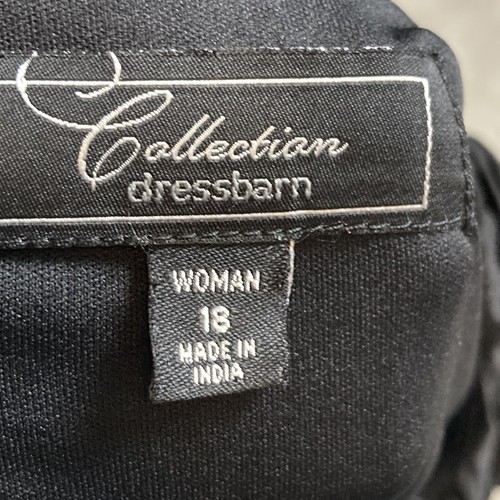 Collection
dressbarn
WOMAN
18
MADE IN
INDIA